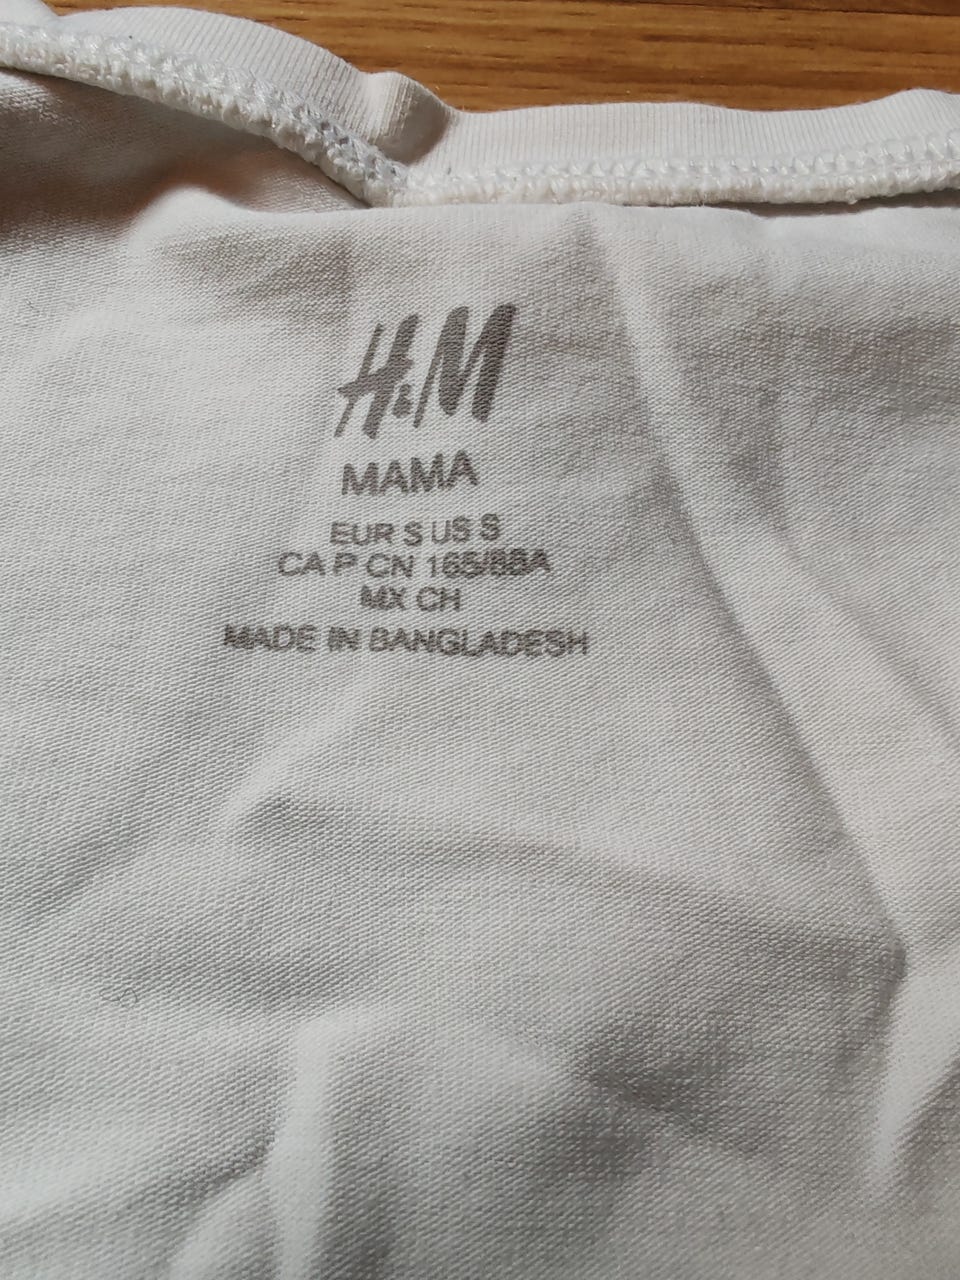 H&M
MAMA
EUR S US S
CA P CN 165/88A
MX CH
MADE IN BANGLADESH